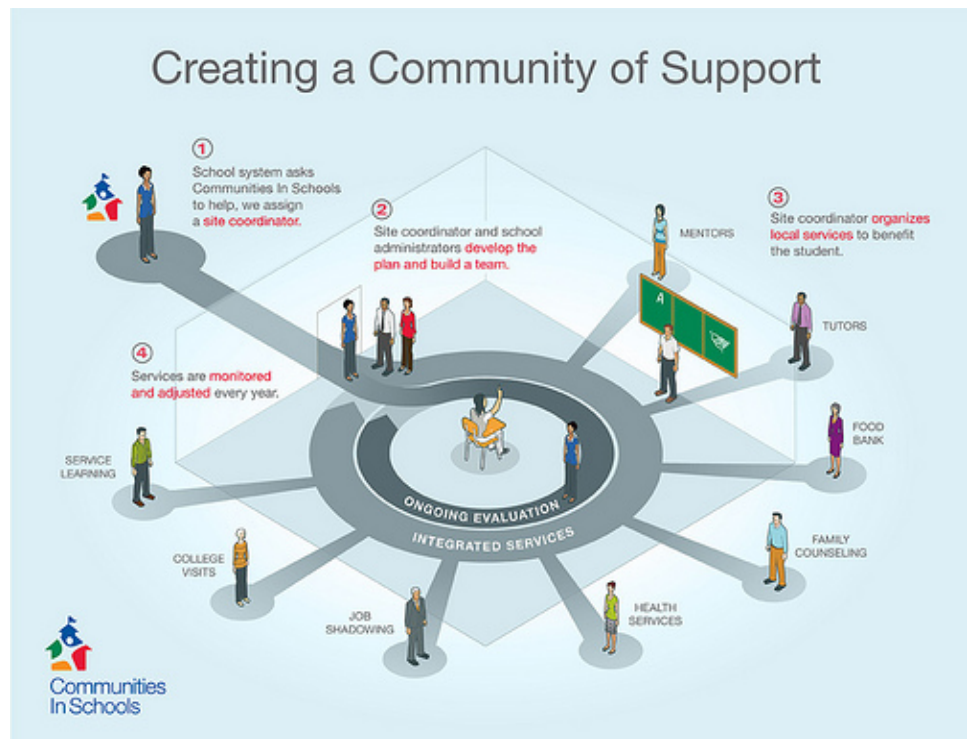 Creating a Community of Support
1
School system asks
Communities In Schools
to help, we assign
a site coordinator.
2
Site coordinator and school
administrators develop the
plan and build a team.
3
Site coordinator organizes
local services to benefit
the student.
4
Services are monitored
and adjusted every year.
MENTORS
A
TUTORS
FOOD
BANK
FAMILY
COUNSELING
HEALTH
SERVICES
JOB
SHADOWING
COLLEGE
VISITS
SERVICE
LEARNING
ONGOING EVALUATION
INTEGRATED SERVICES
Communities
In Schools